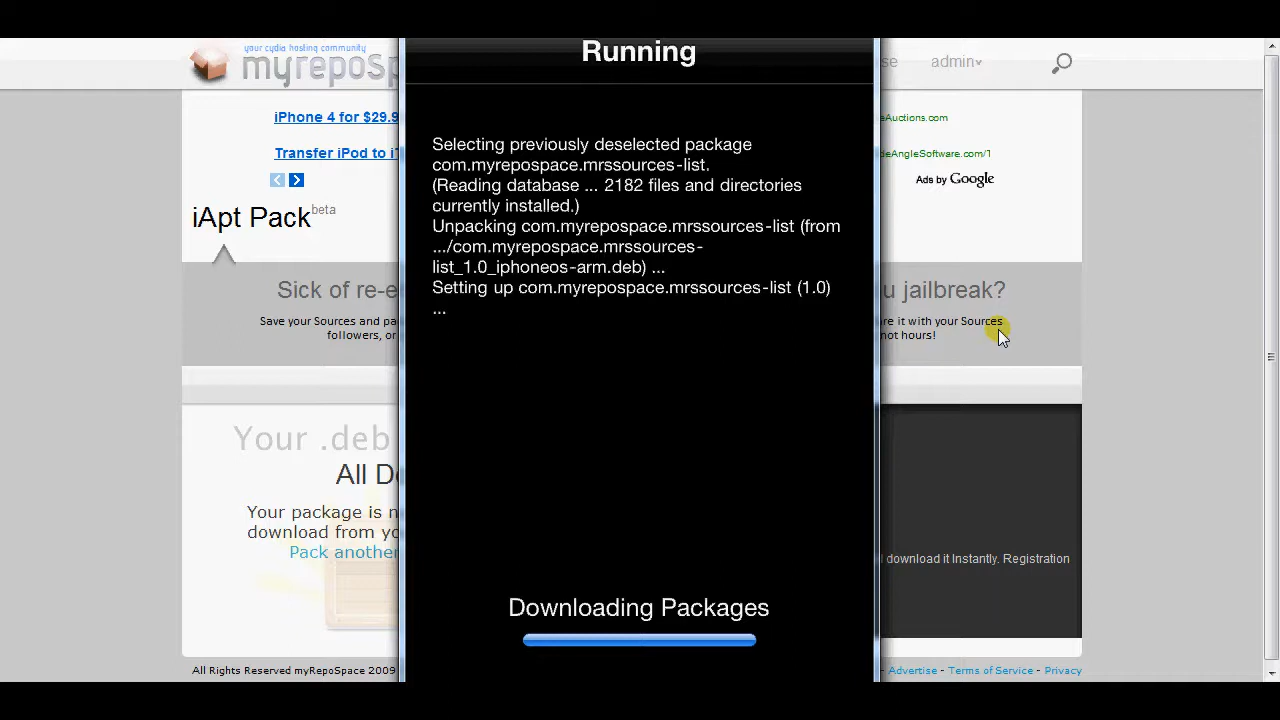 your cydia hosting community
myrepoSp
se
admin
Running
iPhone 4 for $29.9
eAuctions.com
Transfer iPod to i
deAngleSoftware.com/1
Ads by Google
iApt Pack beta
Selecting previously deselected package
com.myrepospace.mrssources-list.
(Reading database ... 2182 files and directories
currently installed.)
Unpacking com.myrepospace.mrssources-list (from
.../com.myrepospace.mrssources-
list_1.0_iphoneos-arm.deb) ...
Setting up com.myrepospace.mrssources-list (1.0)
...
Sick of re-e
u jailbreak?
Save your Sources and pa
re it with your Sources
followers, or
not hours!
Your .deb
All Do
Your package is n
download from yo
Pack another
l download it Instantly. Registration
Downloading Packages
All Rights Reserved myRepoSpace 2009
Advertise - Terms of Service - Privacy